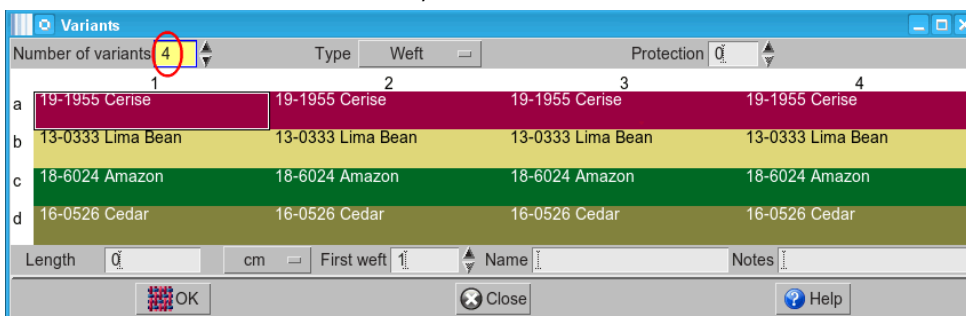 Variants
Number of variants 4 Type Weft Protection 0
1 2 3 4
a 19-1955 Cerise 19-1955 Cerise 19-1955 Cerise 19-1955 Cerise
b 13-0333 Lima Bean 13-0333 Lima Bean 13-0333 Lima Bean 13-0333 Lima Bean
c 18-6024 Amazon 18-6024 Amazon 18-6024 Amazon 18-6024 Amazon
d 16-0526 Cedar 16-0526 Cedar 16-0526 Cedar 16-0526 Cedar
Length 0 cm First weft 1 Name Notes
OK Close Help